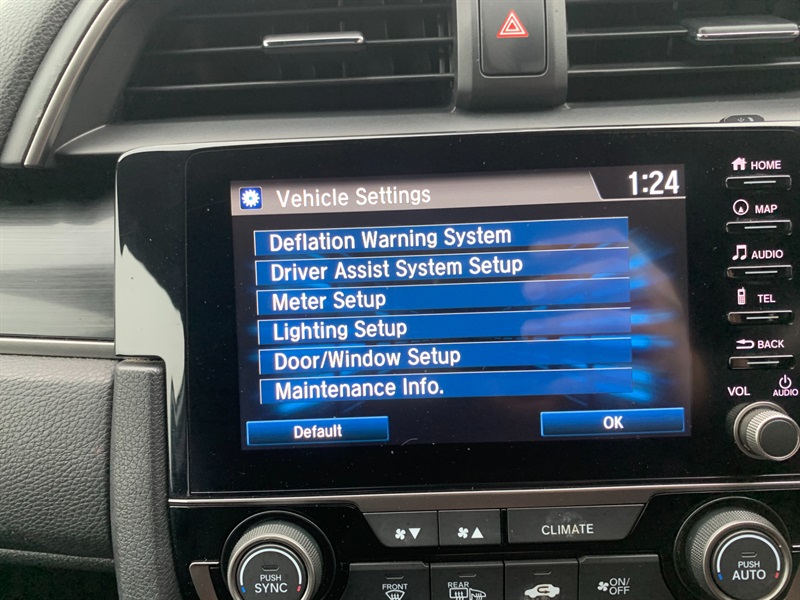 Vehicle Settings
1:24
Deflation Warning System
Driver Assist System Setup
Meter Setup
Lighting Setup
Door/Window Setup
Maintenance Info.
Default
OK
HOME
MAP
AUDIO
TEL
BACK
VOL
AUDIO
CLIMATE
PUSH
SYNC
FRONT
REAR
ON/
OFF
PUSH
AUTO